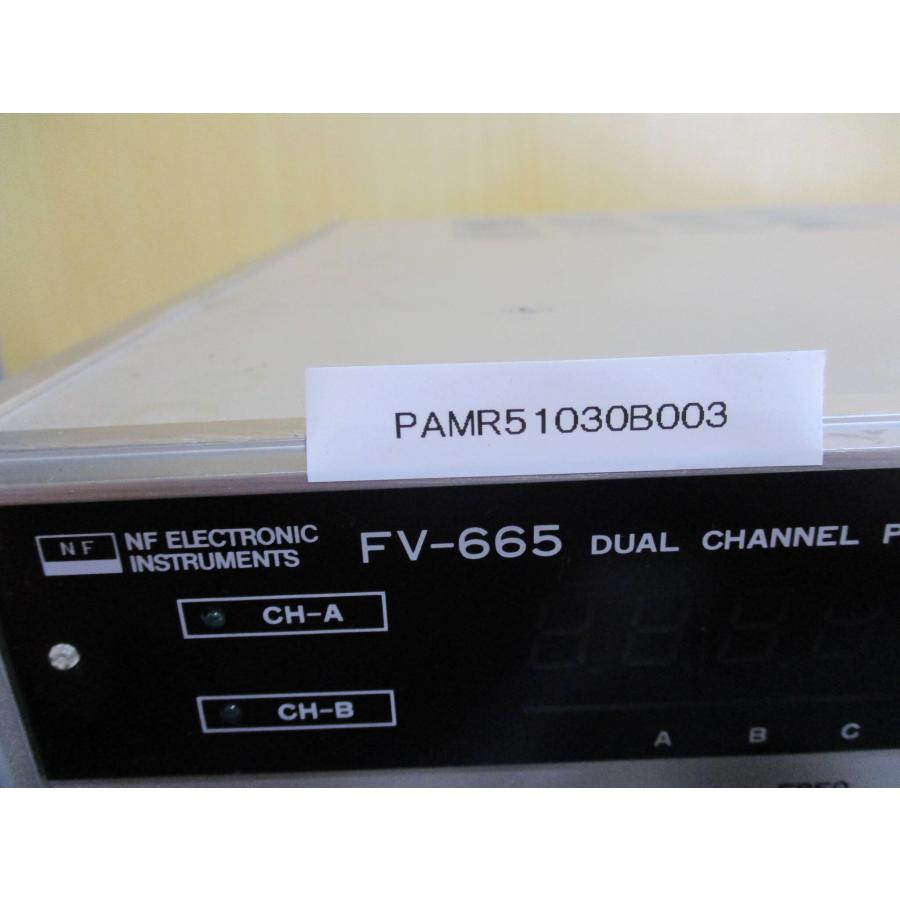 PAMR51030B003
NF
NF ELECTRONIC
INSTRUMENTS
FV-665 DUAL CHANNEL P
CH-A
CH-B
A B C